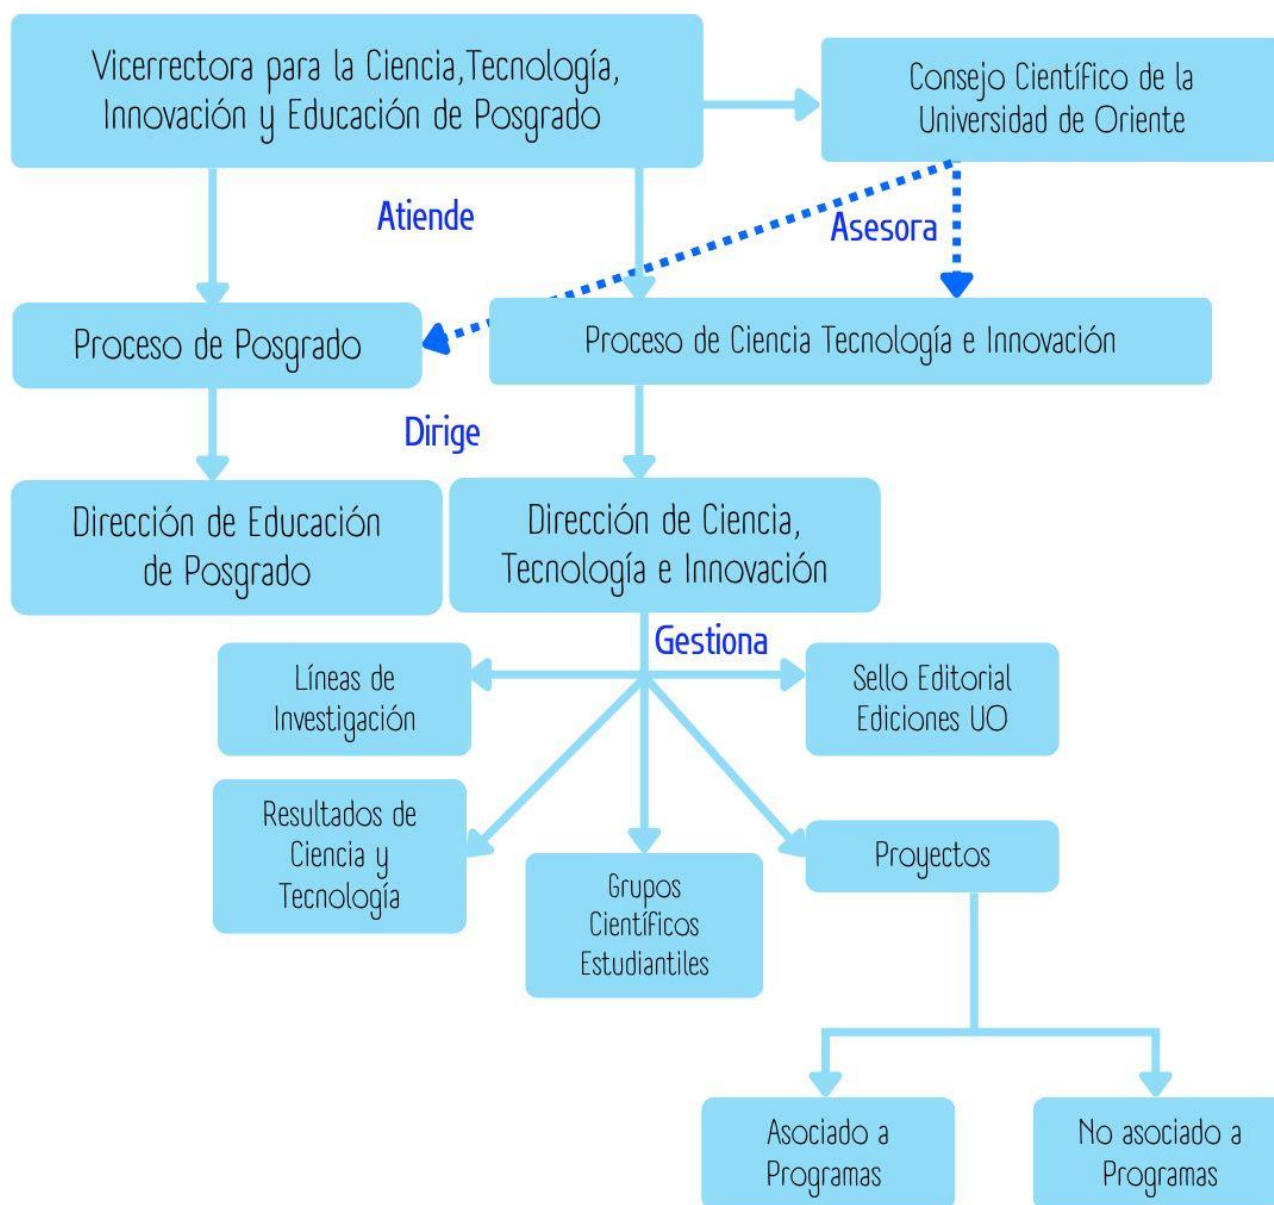 Vicerrectora para la Ciencia,Tecnología,
Innovación y Educación de Posgrado
Consejo Científico de la
Universidad de Oriente
Atiende
Asesora
Proceso de Posgrado
Proceso de Ciencia Tecnología e Innovación
Dirige
Dirección de Educación
de Posgrado
Dirección de Ciencia,
Tecnología e Innovación
Gestiona
Líneas de
Investigación
Sello Editorial
Ediciones UO
Resultados de
Ciencia y
Tecnología
Grupos
Científicos
Estudiantiles
Proyectos
Asociado a
Programas
No asociado a
Programas